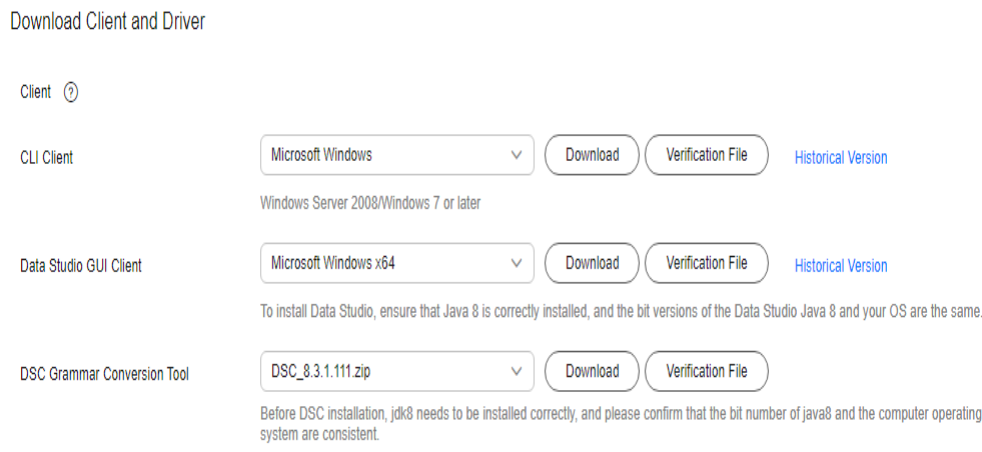 Download Client and Driver
Client ?
CLI Client Microsoft Windows Download Verification File Historical Version
Windows Server 2008/Windows 7 or later
Data Studio GUI Client Microsoft Windows x64 Download Verification File Historical Version
To install Data Studio, ensure that Java 8 is correctly installed, and the bit versions of the Data Studio Java 8 and your OS are the same.
DSC Grammar Conversion Tool DSC_8.3.1.111.zip Download Verification File
Before DSC installation, jdk8 needs to be installed correctly, and please confirm that the bit number of java8 and the computer operating
system are consistent.